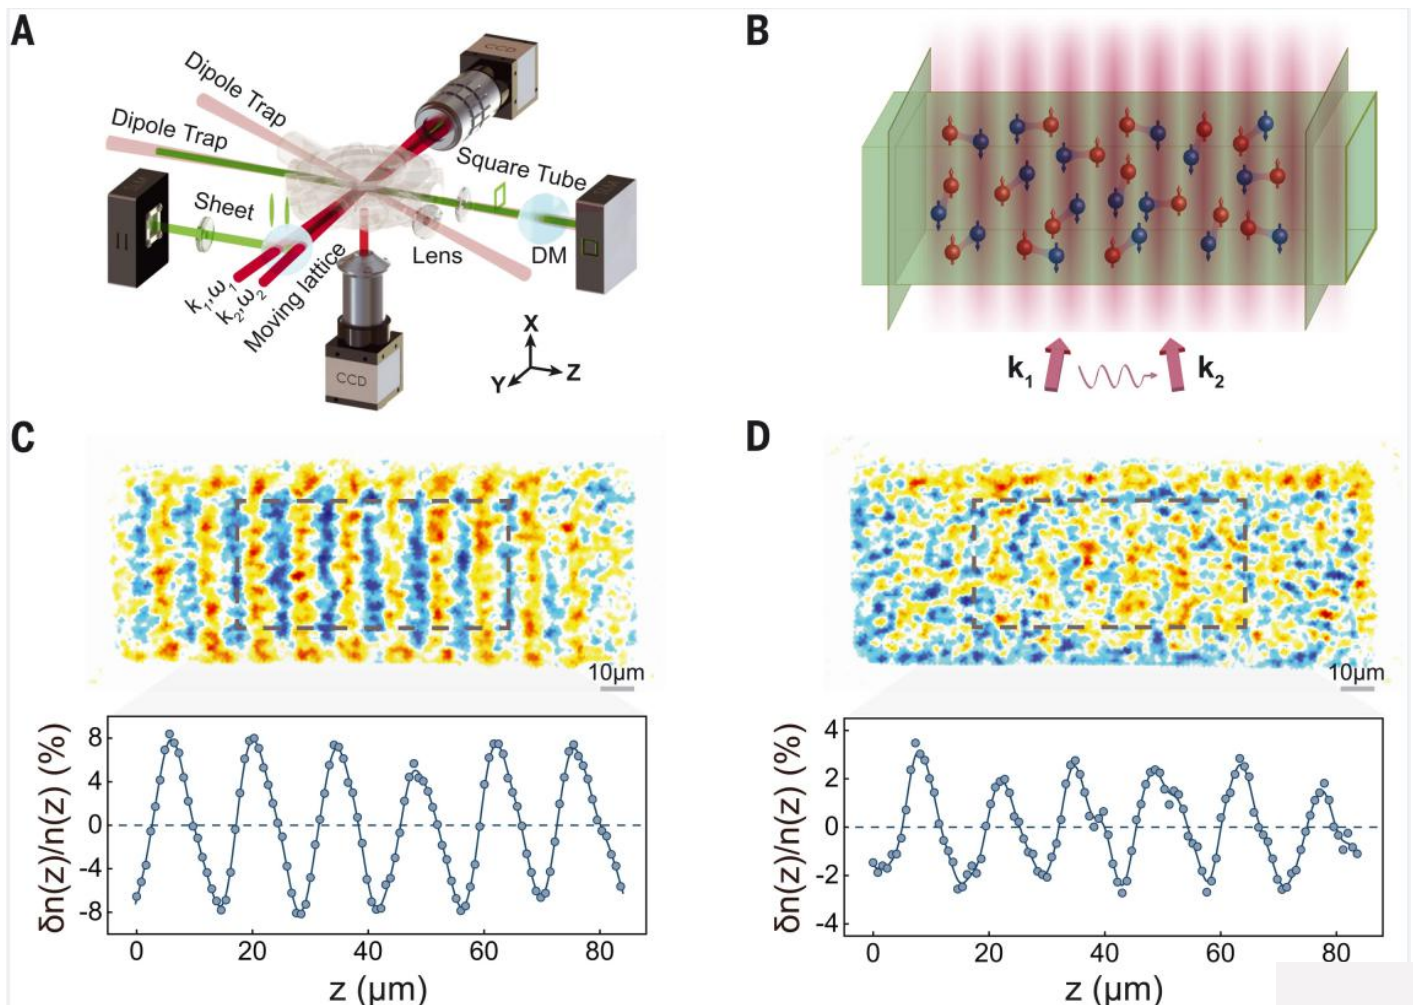 A
Dipole Trap
Dipole Trap
CCD
Square Tube
Sheet
Lens
DM
k₁,ω₁
k₂,ω₂
Moving lattice
CCD
X
Y
Z
B
k₁
k₂
C
10μm
δn(z)/n(z) (%)
8
4
0
-4
-8
0 20 40 60 80
z (μm)
D
10μm
δn(z)/n(z) (%)
4
2
0
-2
-4
0 20 40 60 80
z (μm)